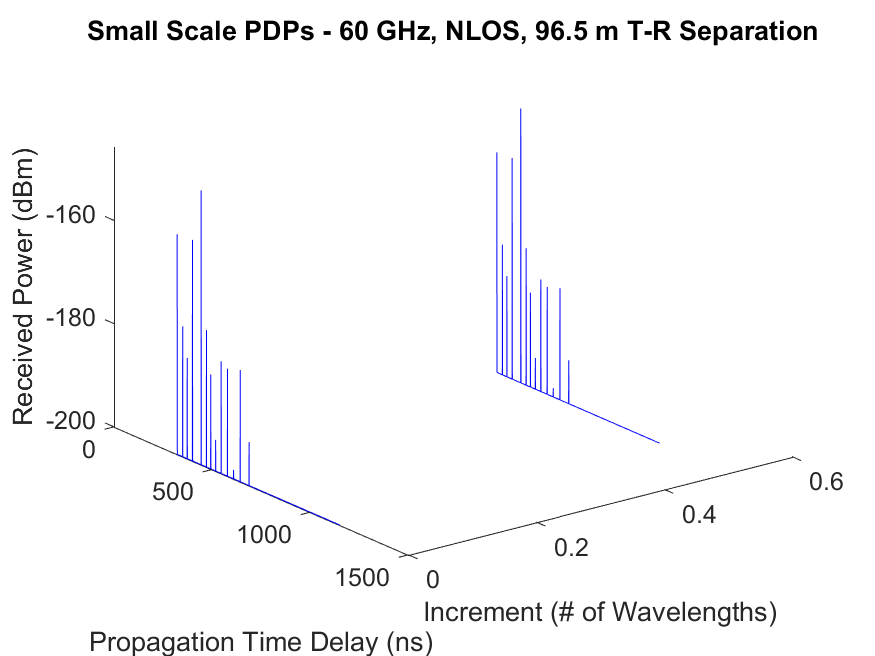 Small Scale PDPs - 60 GHz, NLOS, 96.5 m T-R Separation
Received Power (dBm)
-160
-180
-200
0
500
1000
1500
0
0.2
0.4
0.6
Increment (# of Wavelengths)
Propagation Time Delay (ns)